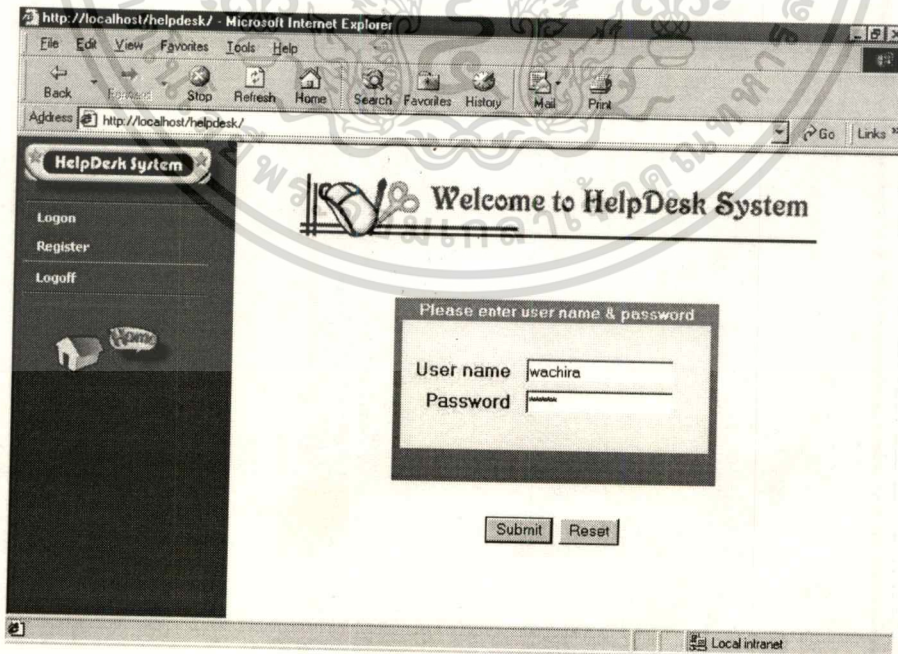 http://localhost/helpdesk/ - Microsoft Internet Explorer
File Edit View Favorites Tools Help
Back Forward Stop Refresh Home Search Favorites History Mail Print
Address http://localhost/helpdesk/ Go Links »
HelpDesk System
Welcome to HelpDesk System
Logon
Register
Logoff
Home
Please enter user name & password
User name wachira
Password
Submit Reset
Local intranet